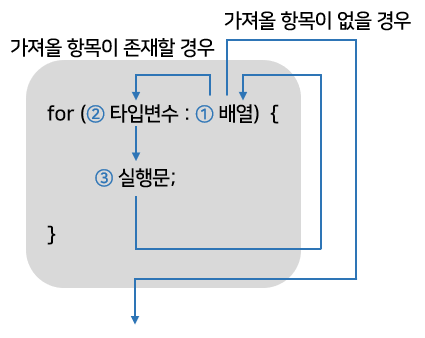 가져올 항목이 없을 경우
가져올 항목이 존재할 경우
for (② 타입변수 : ① 배열) {
③ 실행문;
}